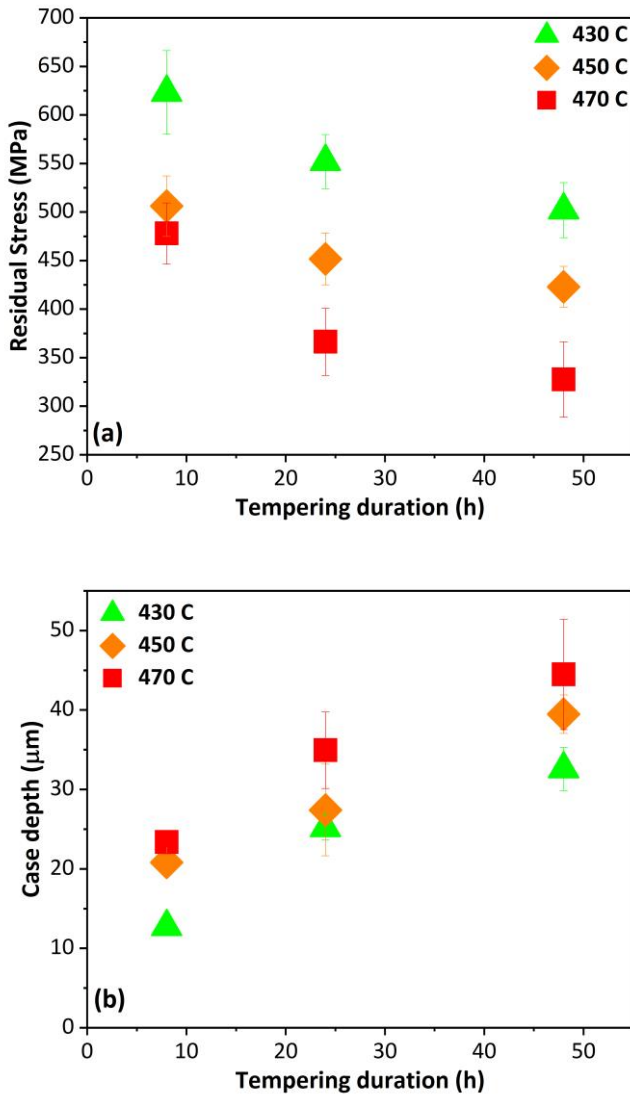 700
650
600
550
500
450
400
350
300
250
Residual Stress (MPa)
430 C
450 C
470 C
(a)
0 10 20 30 40 50
Tempering duration (h)
50
40
30
20
10
0
Case depth (μm)
430 C
450 C
470 C
(b)
0 10 20 30 40 50
Tempering duration (h)